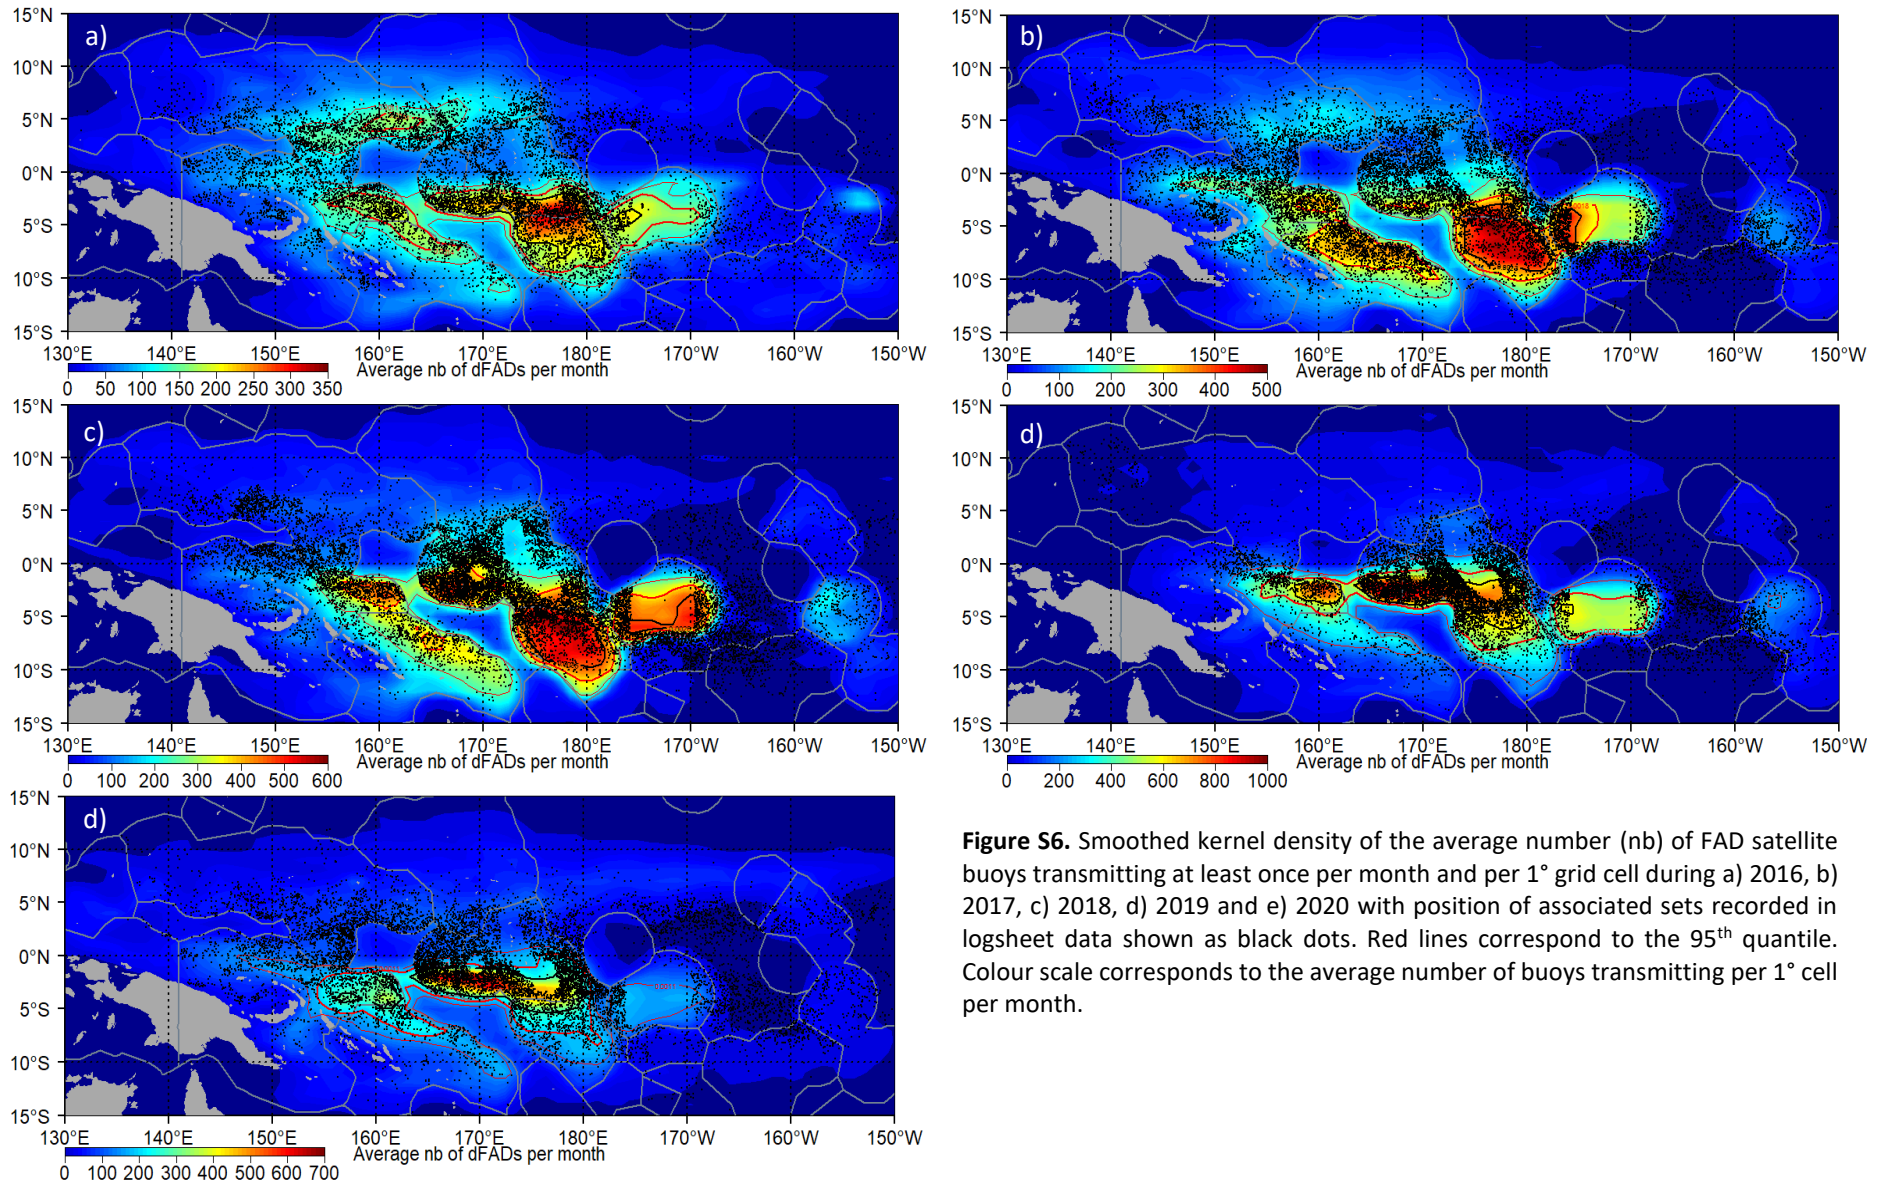 a)
15°N
10°N
5°N
0°N
5°S
10°S
15°S
130°E 140°E 150°E 160°E 170°E 180°E 170°W 160°W 150°W
Average nb of dFADs per month
0 50 100 150 200 250 300 350
b)
15°N
10°N
5°N
0°N
5°S
10°S
15°S
130°E 140°E 150°E 160°E 170°E 180°E 170°W 160°W 150°W
Average nb of dFADs per month
0 100 200 300 400 500
c)
15°N
10°N
5°N
0°N
5°S
10°S
15°S
130°E 140°E 150°E 160°E 170°E 180°E 170°W 160°W 150°W
Average nb of dFADs per month
0 100 200 300 400 500 600
d)
15°N
10°N
5°N
0°N
5°S
10°S
15°S
130°E 140°E 150°E 160°E 170°E 180°E 170°W 160°W 150°W
Average nb of dFADs per month
0 200 400 600 800 1000
d)
15°N
10°N
5°N
0°N
5°S
10°S
15°S
130°E 140°E 150°E 160°E 170°E 180°E 170°W 160°W 150°W
Average nb of dFADs per month
0 100 200 300 400 500 600 700
Figure S6. Smoothed kernel density of the average number (nb) of FAD satellite
buoys transmitting at least once per month and per 1° grid cell during a) 2016, b)
2017, c) 2018, d) 2019 and e) 2020 with position of associated sets recorded in
logsheet data shown as black dots. Red lines correspond to the 95th quantile.
Colour scale corresponds to the average number of buoys transmitting per 1° cell
per month.